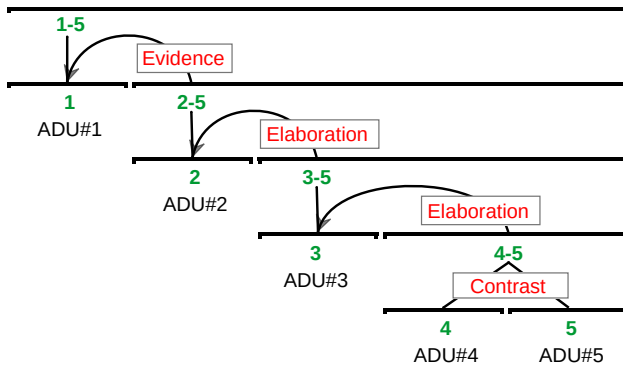 1-5
Evidence
1
2-5
ADU#1
Elaboration
2
3-5
ADU#2
Elaboration
3
4-5
ADU#3
Contrast
4
5
ADU#4
ADU#5